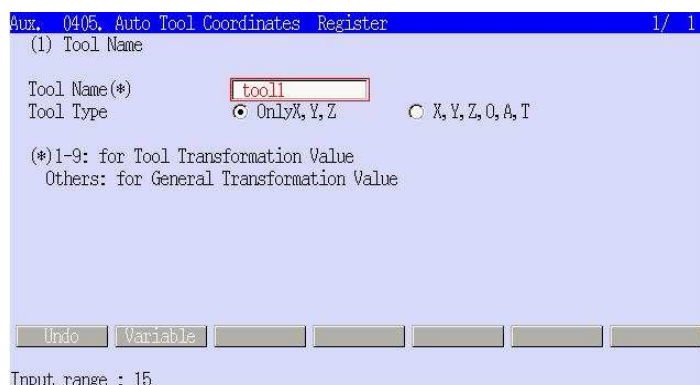 Aux. 0405. Auto Tool Coordinates Register 1/ 1
(1) Tool Name
Tool Name(*) tool1
Tool Type OnlyX,Y,Z X,Y,Z,O,A,T
(*)1-9: for Tool Transformation Value
Others: for General Transformation Value
Undo Variable
Input range : 15